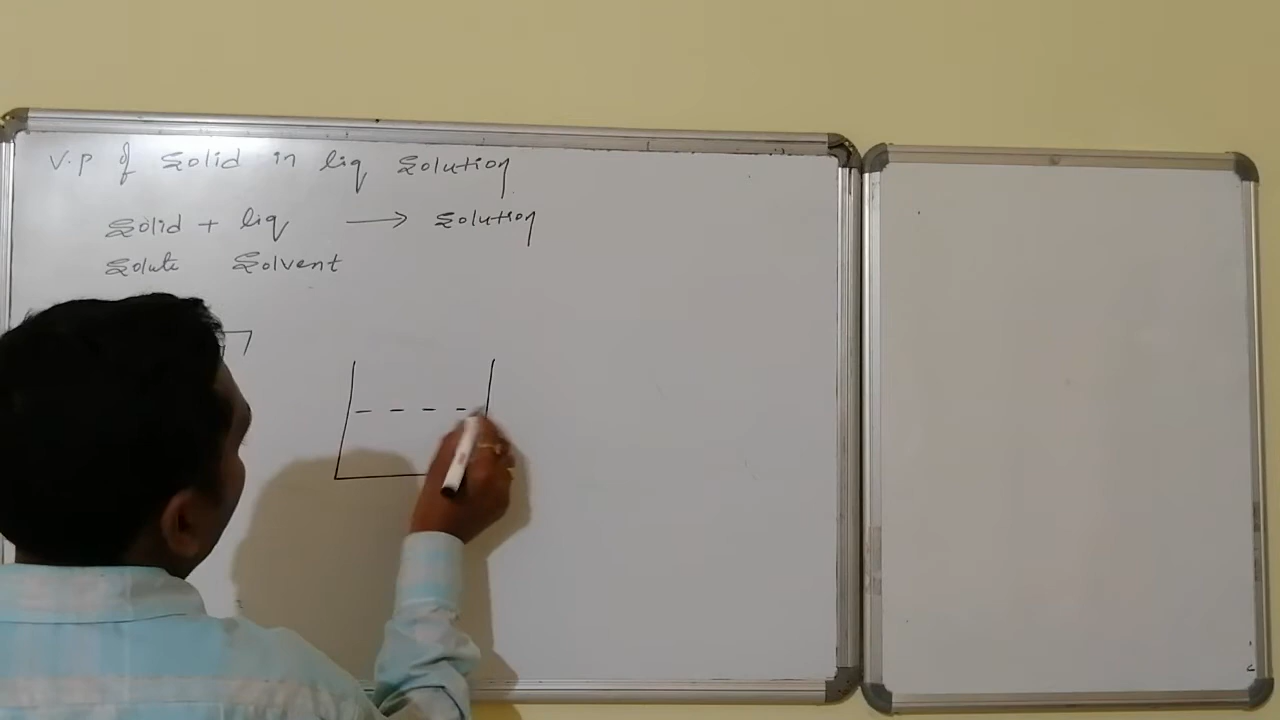 V.P of Solid in liq Solution
Solid + liq → Solution
Solute Solvent